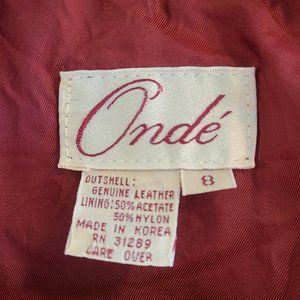 Ondé
8
OUTSHELL:
GENUINE LEATHER
LINING:50% ACETATE
50% NYLON
MADE IN KOREA
RN 31289
CARE OVER